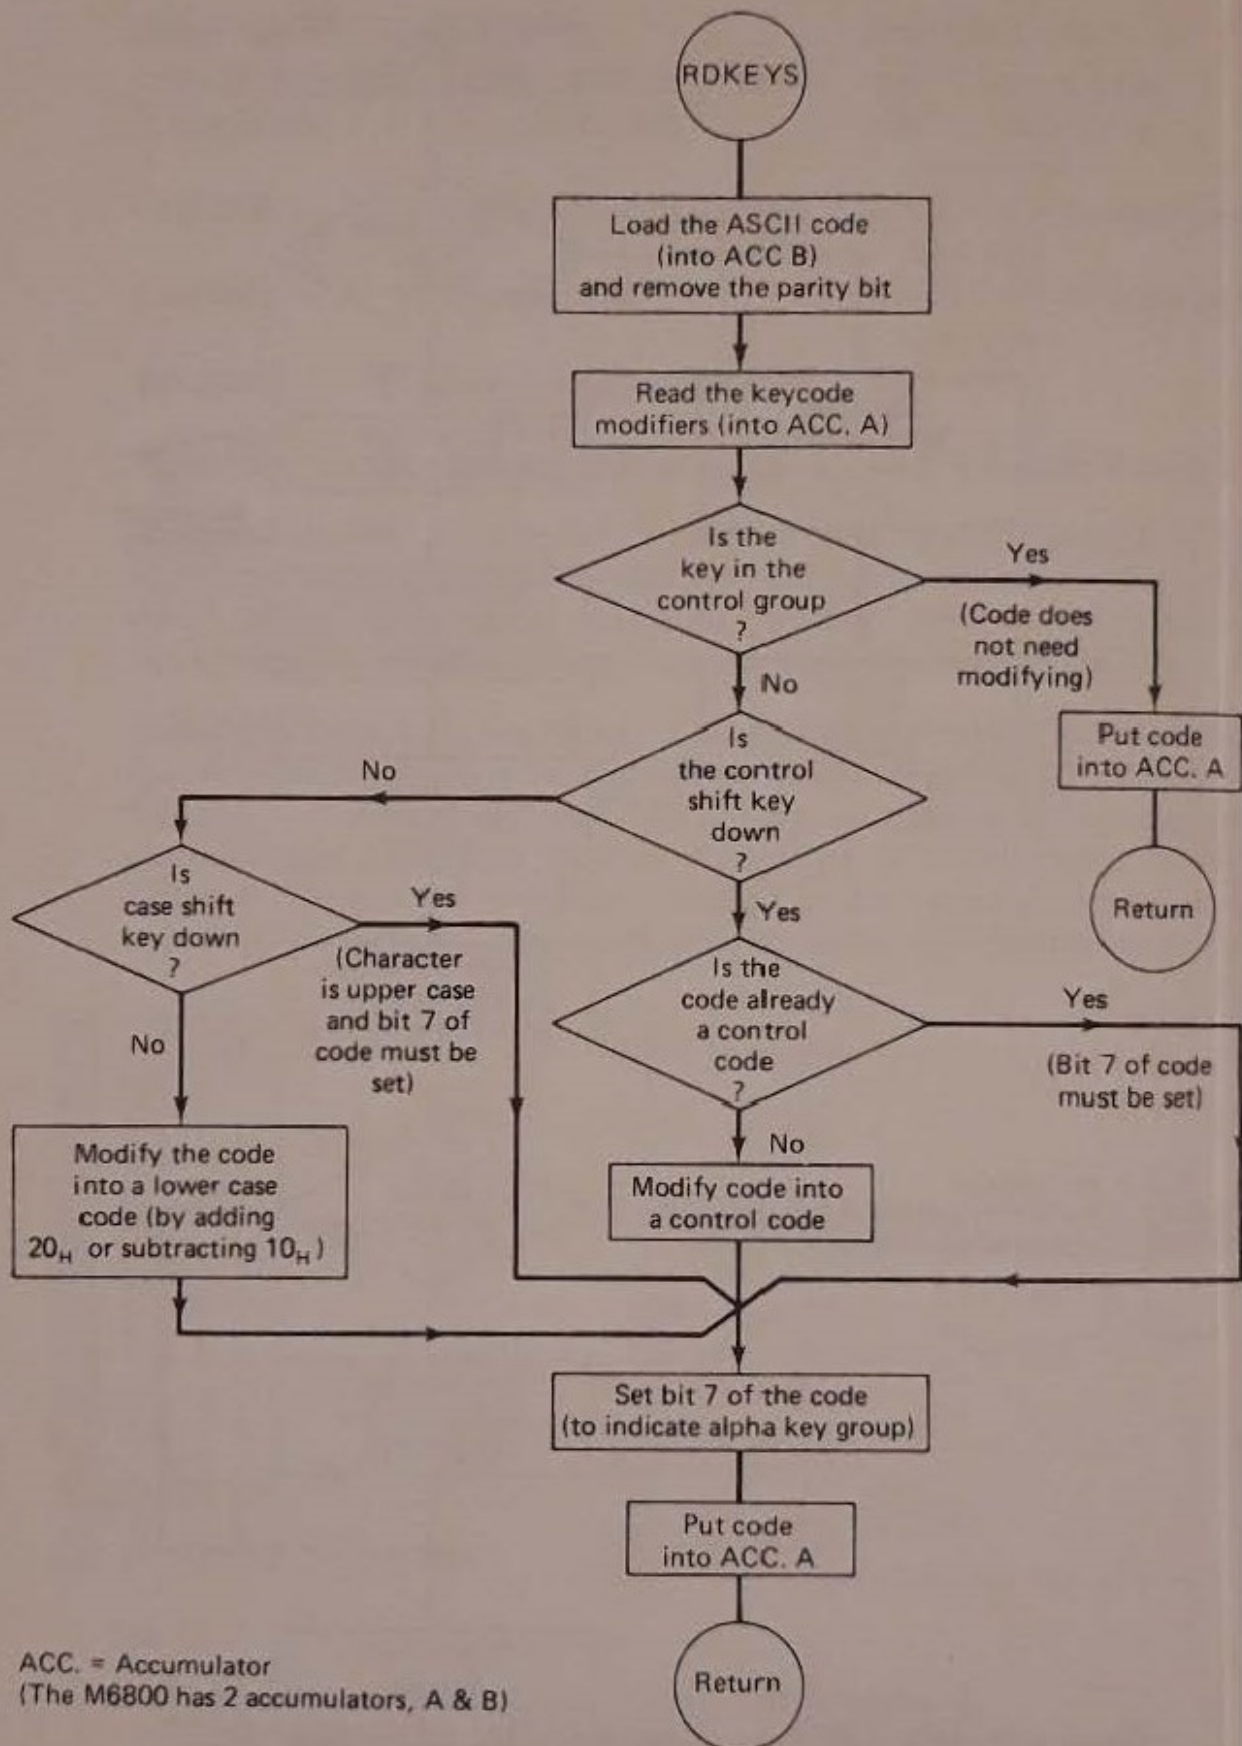 RDKEYS
Load the ASCII code
(into ACC B)
and remove the parity bit
Read the keycode
modifiers (into ACC. A)
Is the
key in the
control group
?
Yes
(Code does
not need
modifying)
Put code
into ACC. A
Return
No
Is
the control
shift key
down
?
No
Is
case shift
key down
?
Yes
(Character
is upper case
and bit 7 of
code must be
set)
No
Modify the code
into a lower case
code (by adding
20H or subtracting 10H)
Yes
Is the
code already
a control
code
?
Yes
(Bit 7 of code
must be set)
No
Modify code into
a control code
Set bit 7 of the code
(to indicate alpha key group)
Put code
into ACC. A
Return
ACC. = Accumulator
(The M6800 has 2 accumulators, A & B)